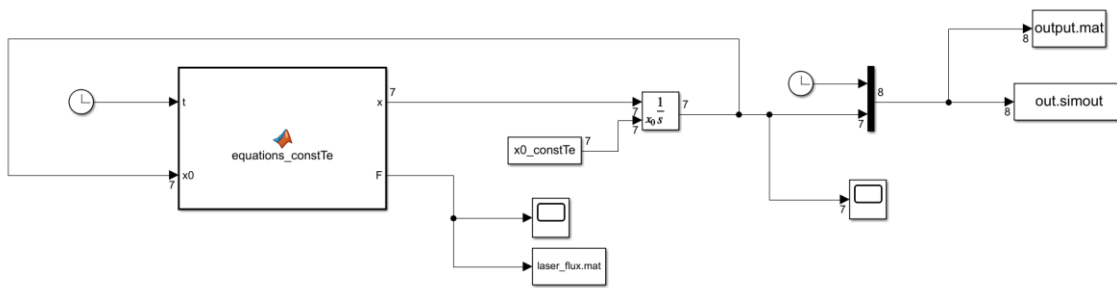 output.mat
8
t
x
7
7
1
x₀ s
7
7
8
7
out.simout
8
equations_constTe
x0_constTe
7
x0
7
F
7
laser_flux.mat